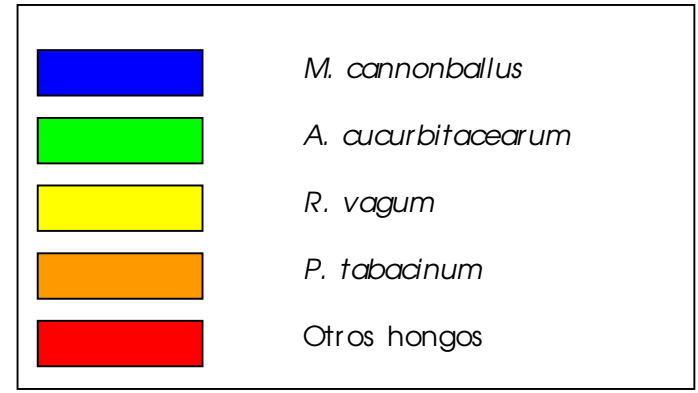 M. cannonballus
A. cucurbitacearum
R. vagum
P. tabacinum
Otros hongos